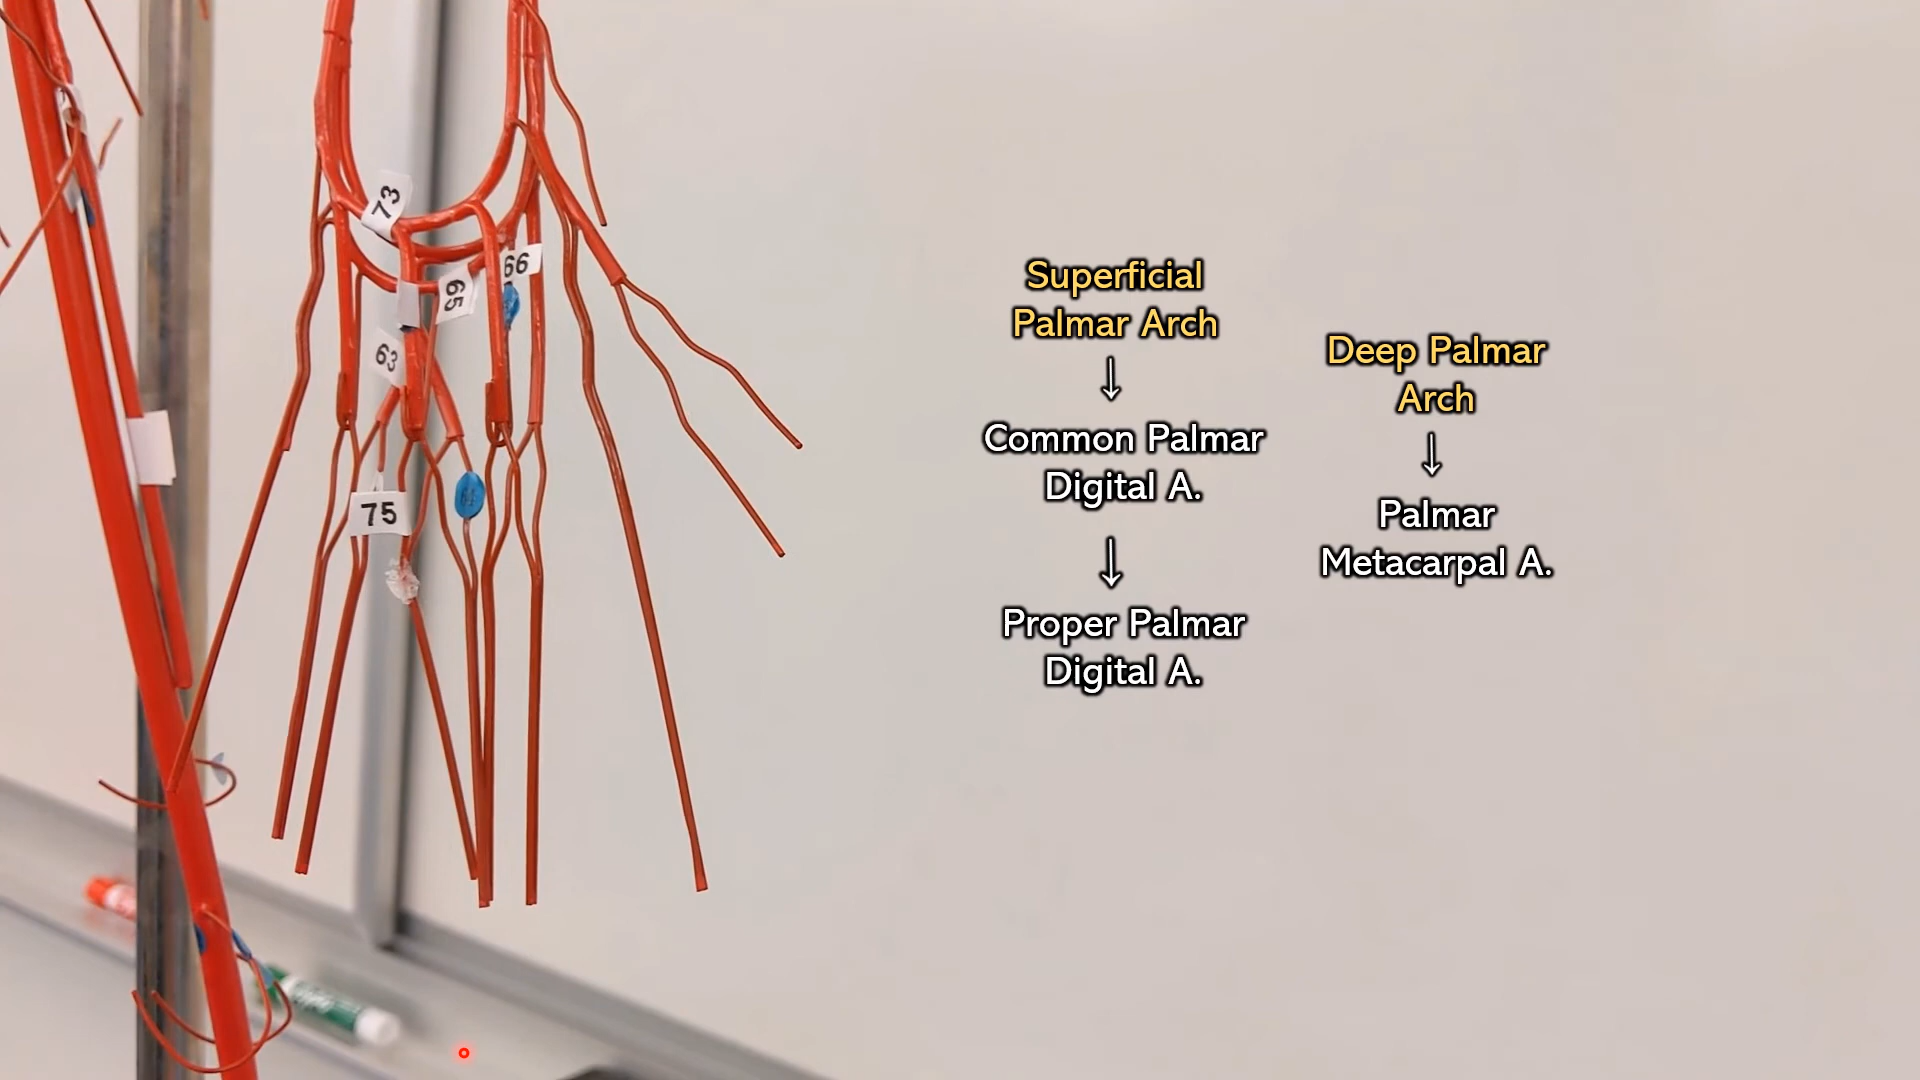 73
66
65
63
75
Superficial
Palmar Arch
↓
Common Palmar
Digital A.
↓
Proper Palmar
Digital A.
Deep Palmar
Arch
↓
Palmar
Metacarpal A.